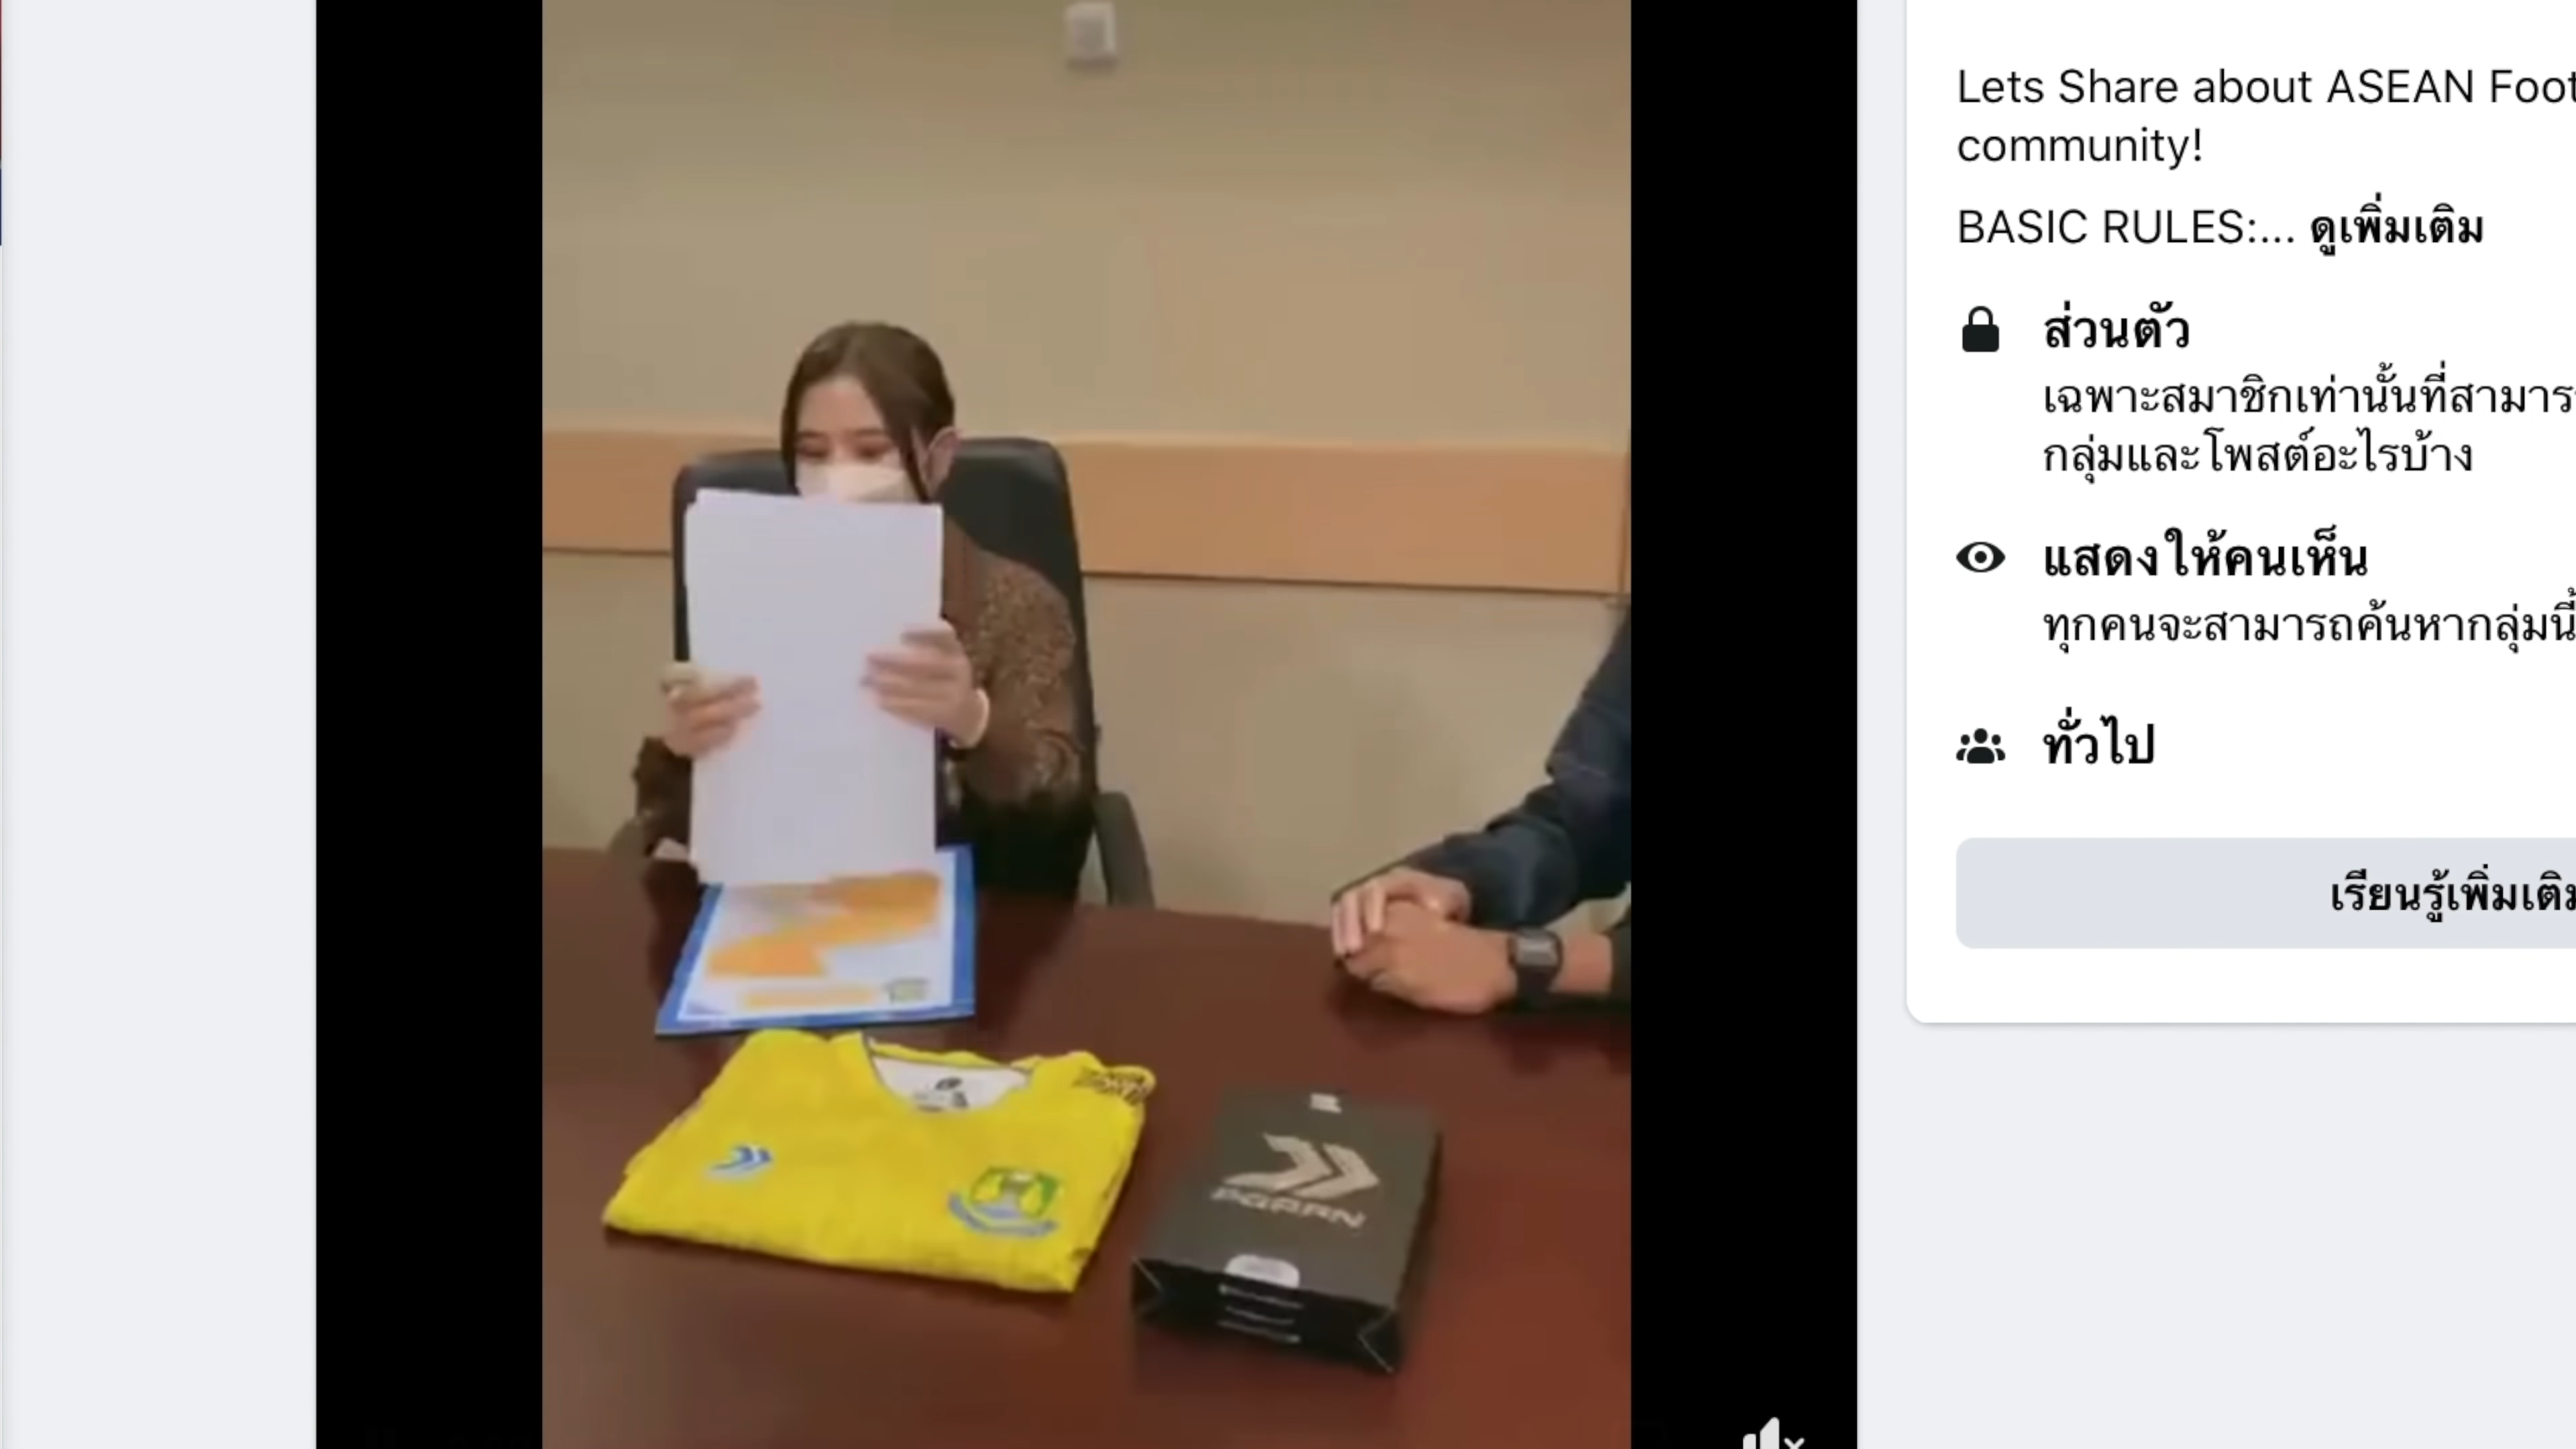 Lets Share about ASEAN Foot
community!
BASIC RULES:... ดูเพิ่มเติม
ส่วนตัว
เฉพาะสมาชิกเท่านั้นที่สามาร
กลุ่มและโพสต์อะไรบ้าง
แสดงให้คนเห็น
ทุกคนจะสามารถค้นหากลุ่มนี้
ทั่วไป
เรียนรู้เพิ่มเติม